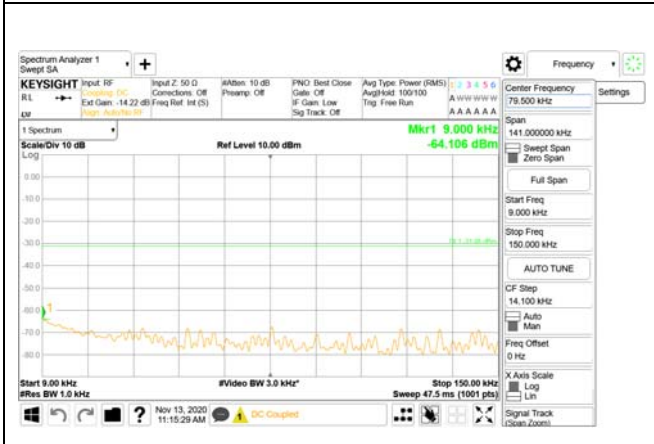 Spectrum Analyzer 1
Swept SA
Frequency
KEYSIGHT
Input: RF
Input Z: 50 Ω
#Atten: 10 dB
PNO: Best Close
Avg Type: Power (RMS)
1 2 3 4 5 6
RL
Coupling: DC
Corrections: Off
Preamp: Off
Gate: Off
Avg|Hold: 100/100
A W W W W W
Ext Gain: -14.22 dB
Freq Ref: Int (S)
IF Gain: Low
Trig: Free Run
Align: Auto/No RF
Sig Track: Off
A A A A A A
1 Spectrum
Mkr1 9.000 kHz
Scale/Div 10 dB
Ref Level 10.00 dBm
-64.106 dBm
Log
0.00
-10.0
-20.0
-30.0
-40.0
-50.0
-60.0
1
-70.0
-80.0
Start 9.00 kHz
#Video BW 3.0 kHz*
Stop 150.00 kHz
#Res BW 1.0 kHz
Sweep 47.5 ms (1001 pts)
Nov 13, 2020
11:15:29 AM
DC Coupled
Center Frequency
79.500 kHz
Settings
Span
141.000000 kHz
Swept Span
Zero Span
Full Span
Start Freq
9.000 kHz
Stop Freq
150.000 kHz
AUTO TUNE
CF Step
14.100 kHz
Auto
Man
Freq Offset
0 Hz
X Axis Scale
Log
Lin
Signal Track
(Span Zoom)